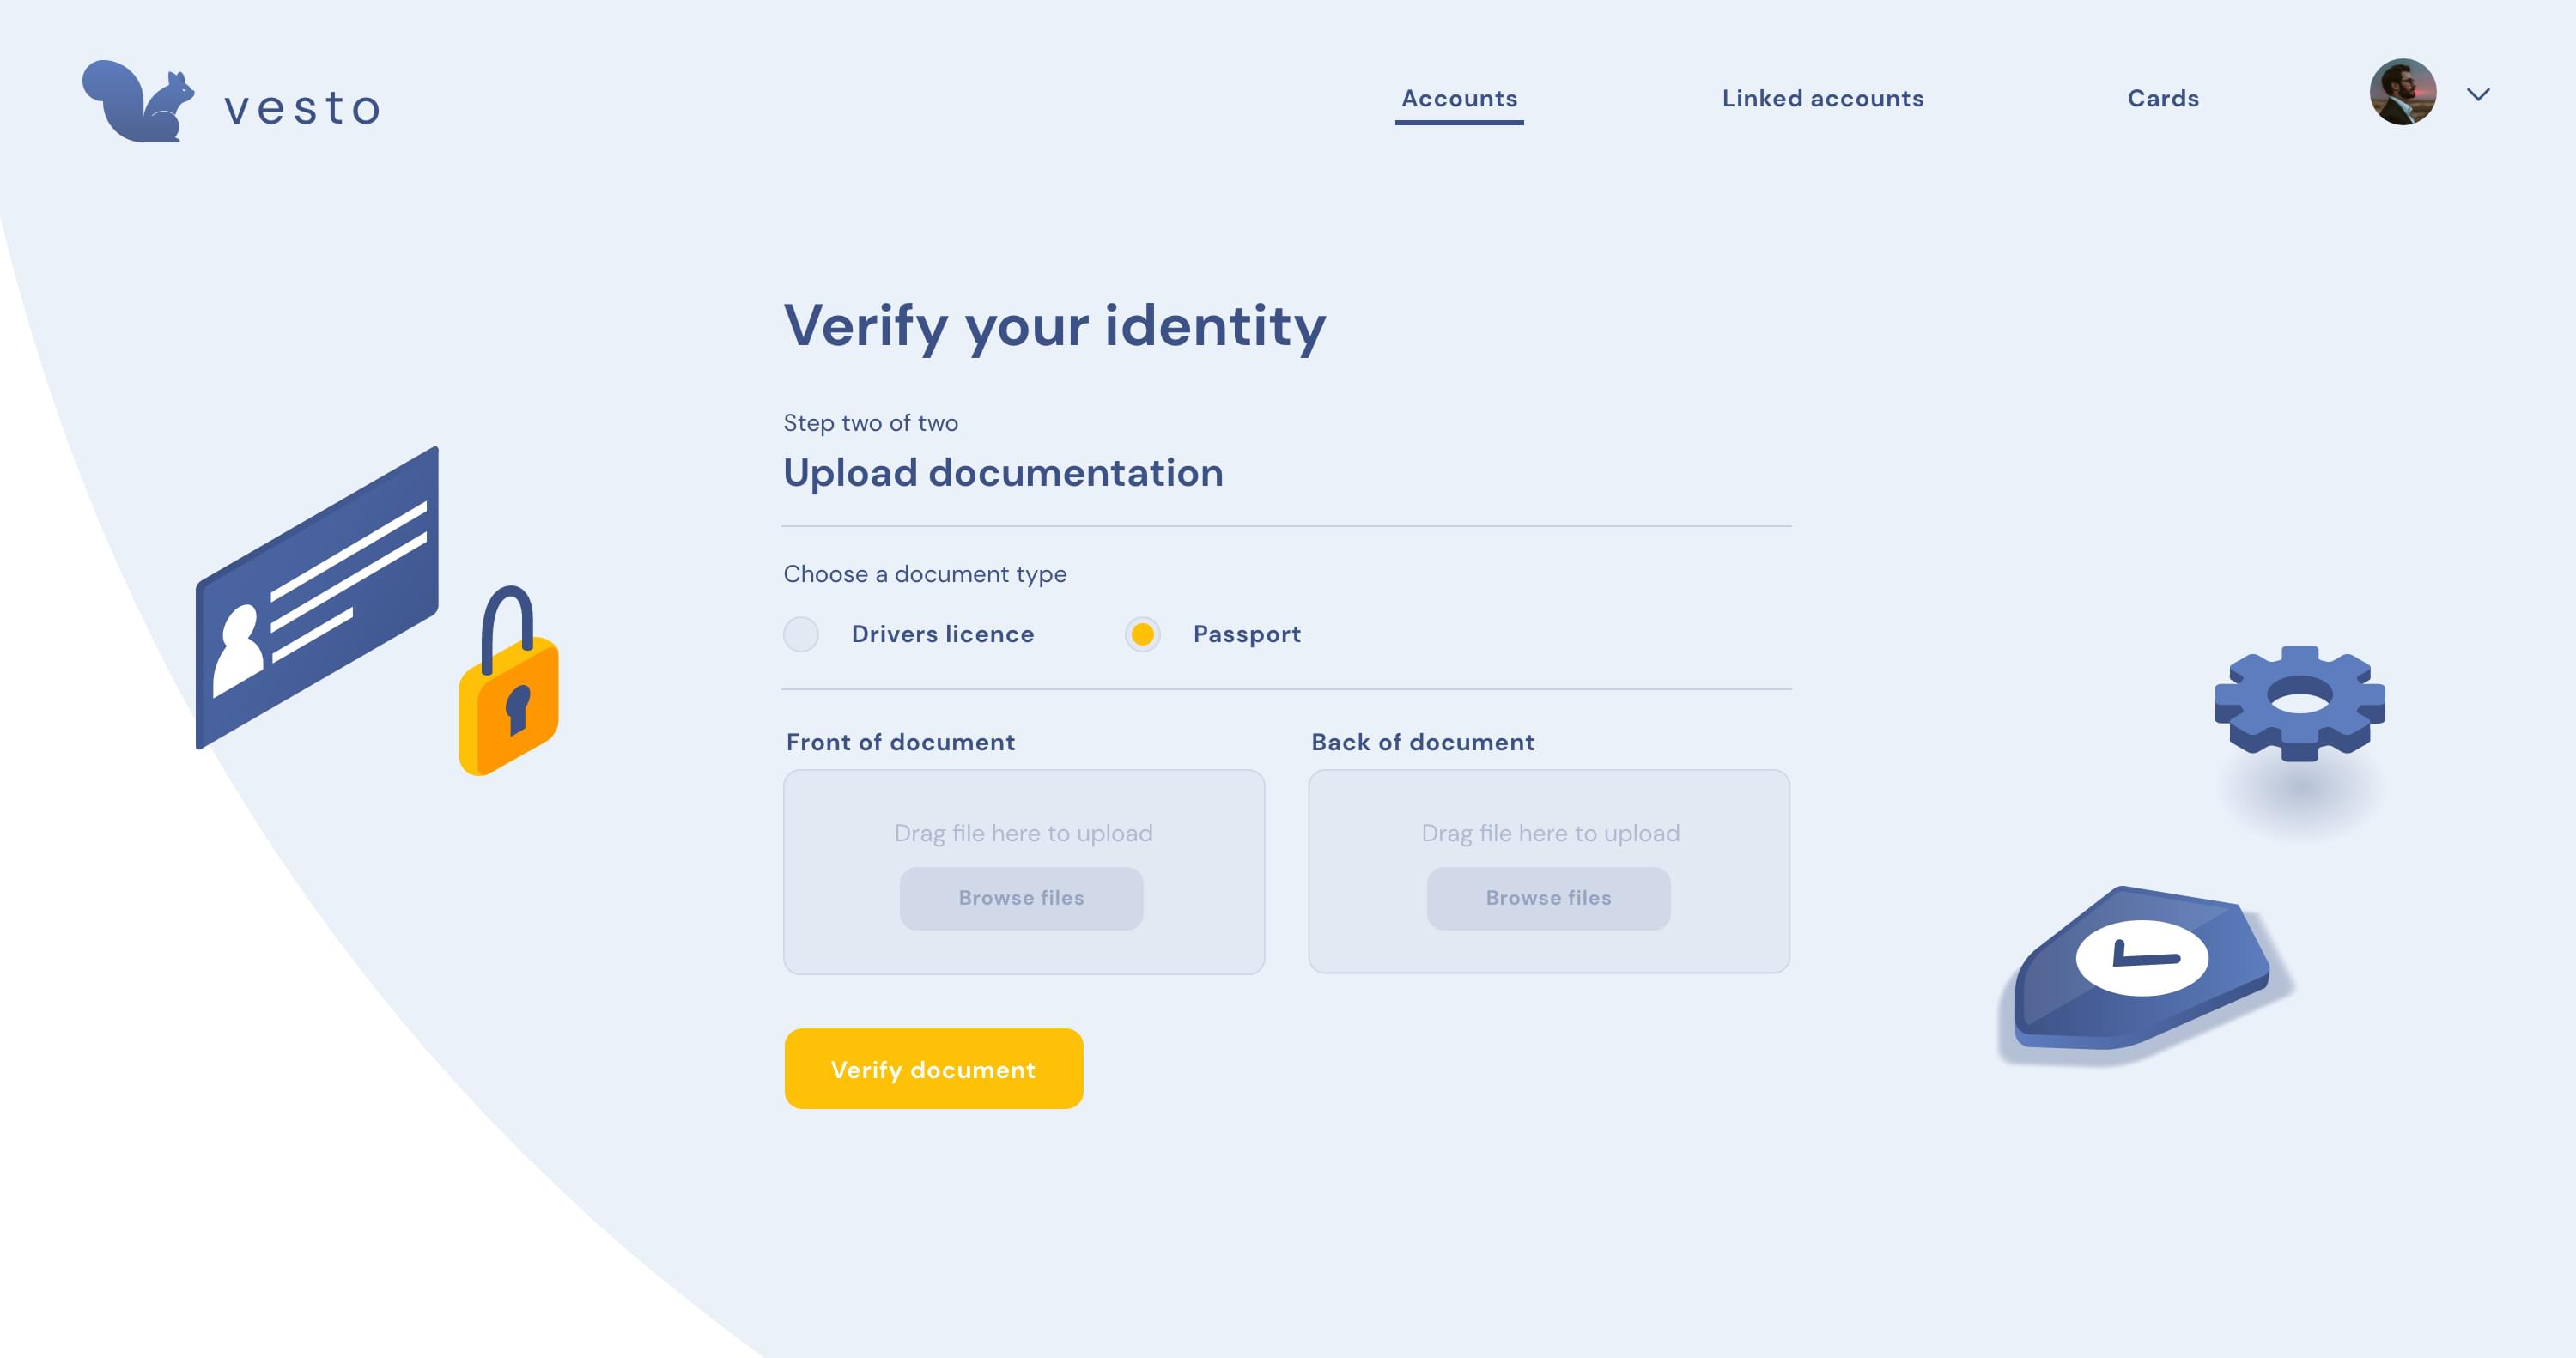 vesto
Accounts
Linked accounts
Cards
Verify your identity
Step two of two
Upload documentation
Choose a document type
Drivers licence
Passport
Front of document
Back of document
Drag file here to upload
Drag file here to upload
Browse files
Browse files
Verify document